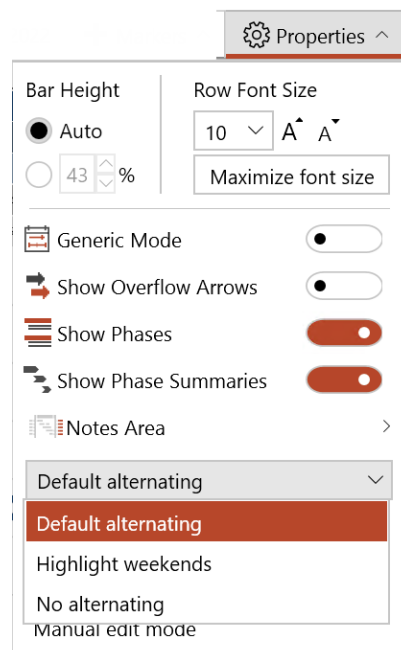 Properties
Bar Height
Row Font Size
Auto
10
A A
43 %
Maximize font size
Generic Mode
Show Overflow Arrows
Show Phases
Show Phase Summaries
Notes Area
Default alternating
Default alternating
Highlight weekends
No alternating
Manual edit mode